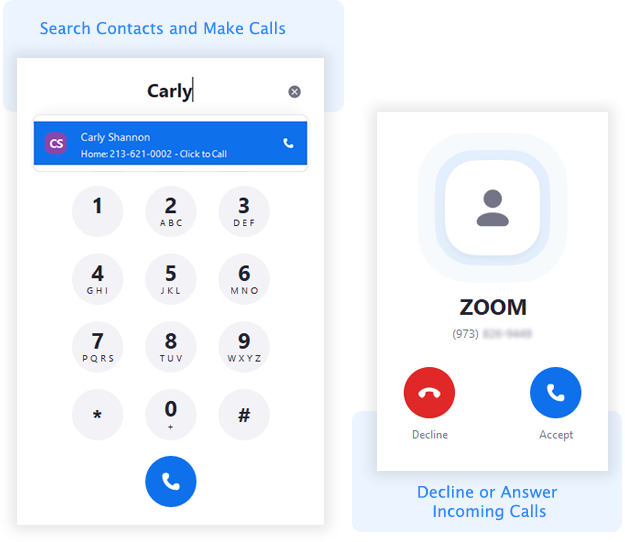 Search Contacts and Make Calls
Carly
CS
Carly Shannon
Home: 213-621-0002 - Click to Call
1
2
ABC
3
DEF
4
GHI
5
JKL
6
MNO
7
PQRS
8
TUV
9
WXYZ
*
0
+
#
ZOOM
(973)
Decline
Accept
Decline or Answer
Incoming Calls